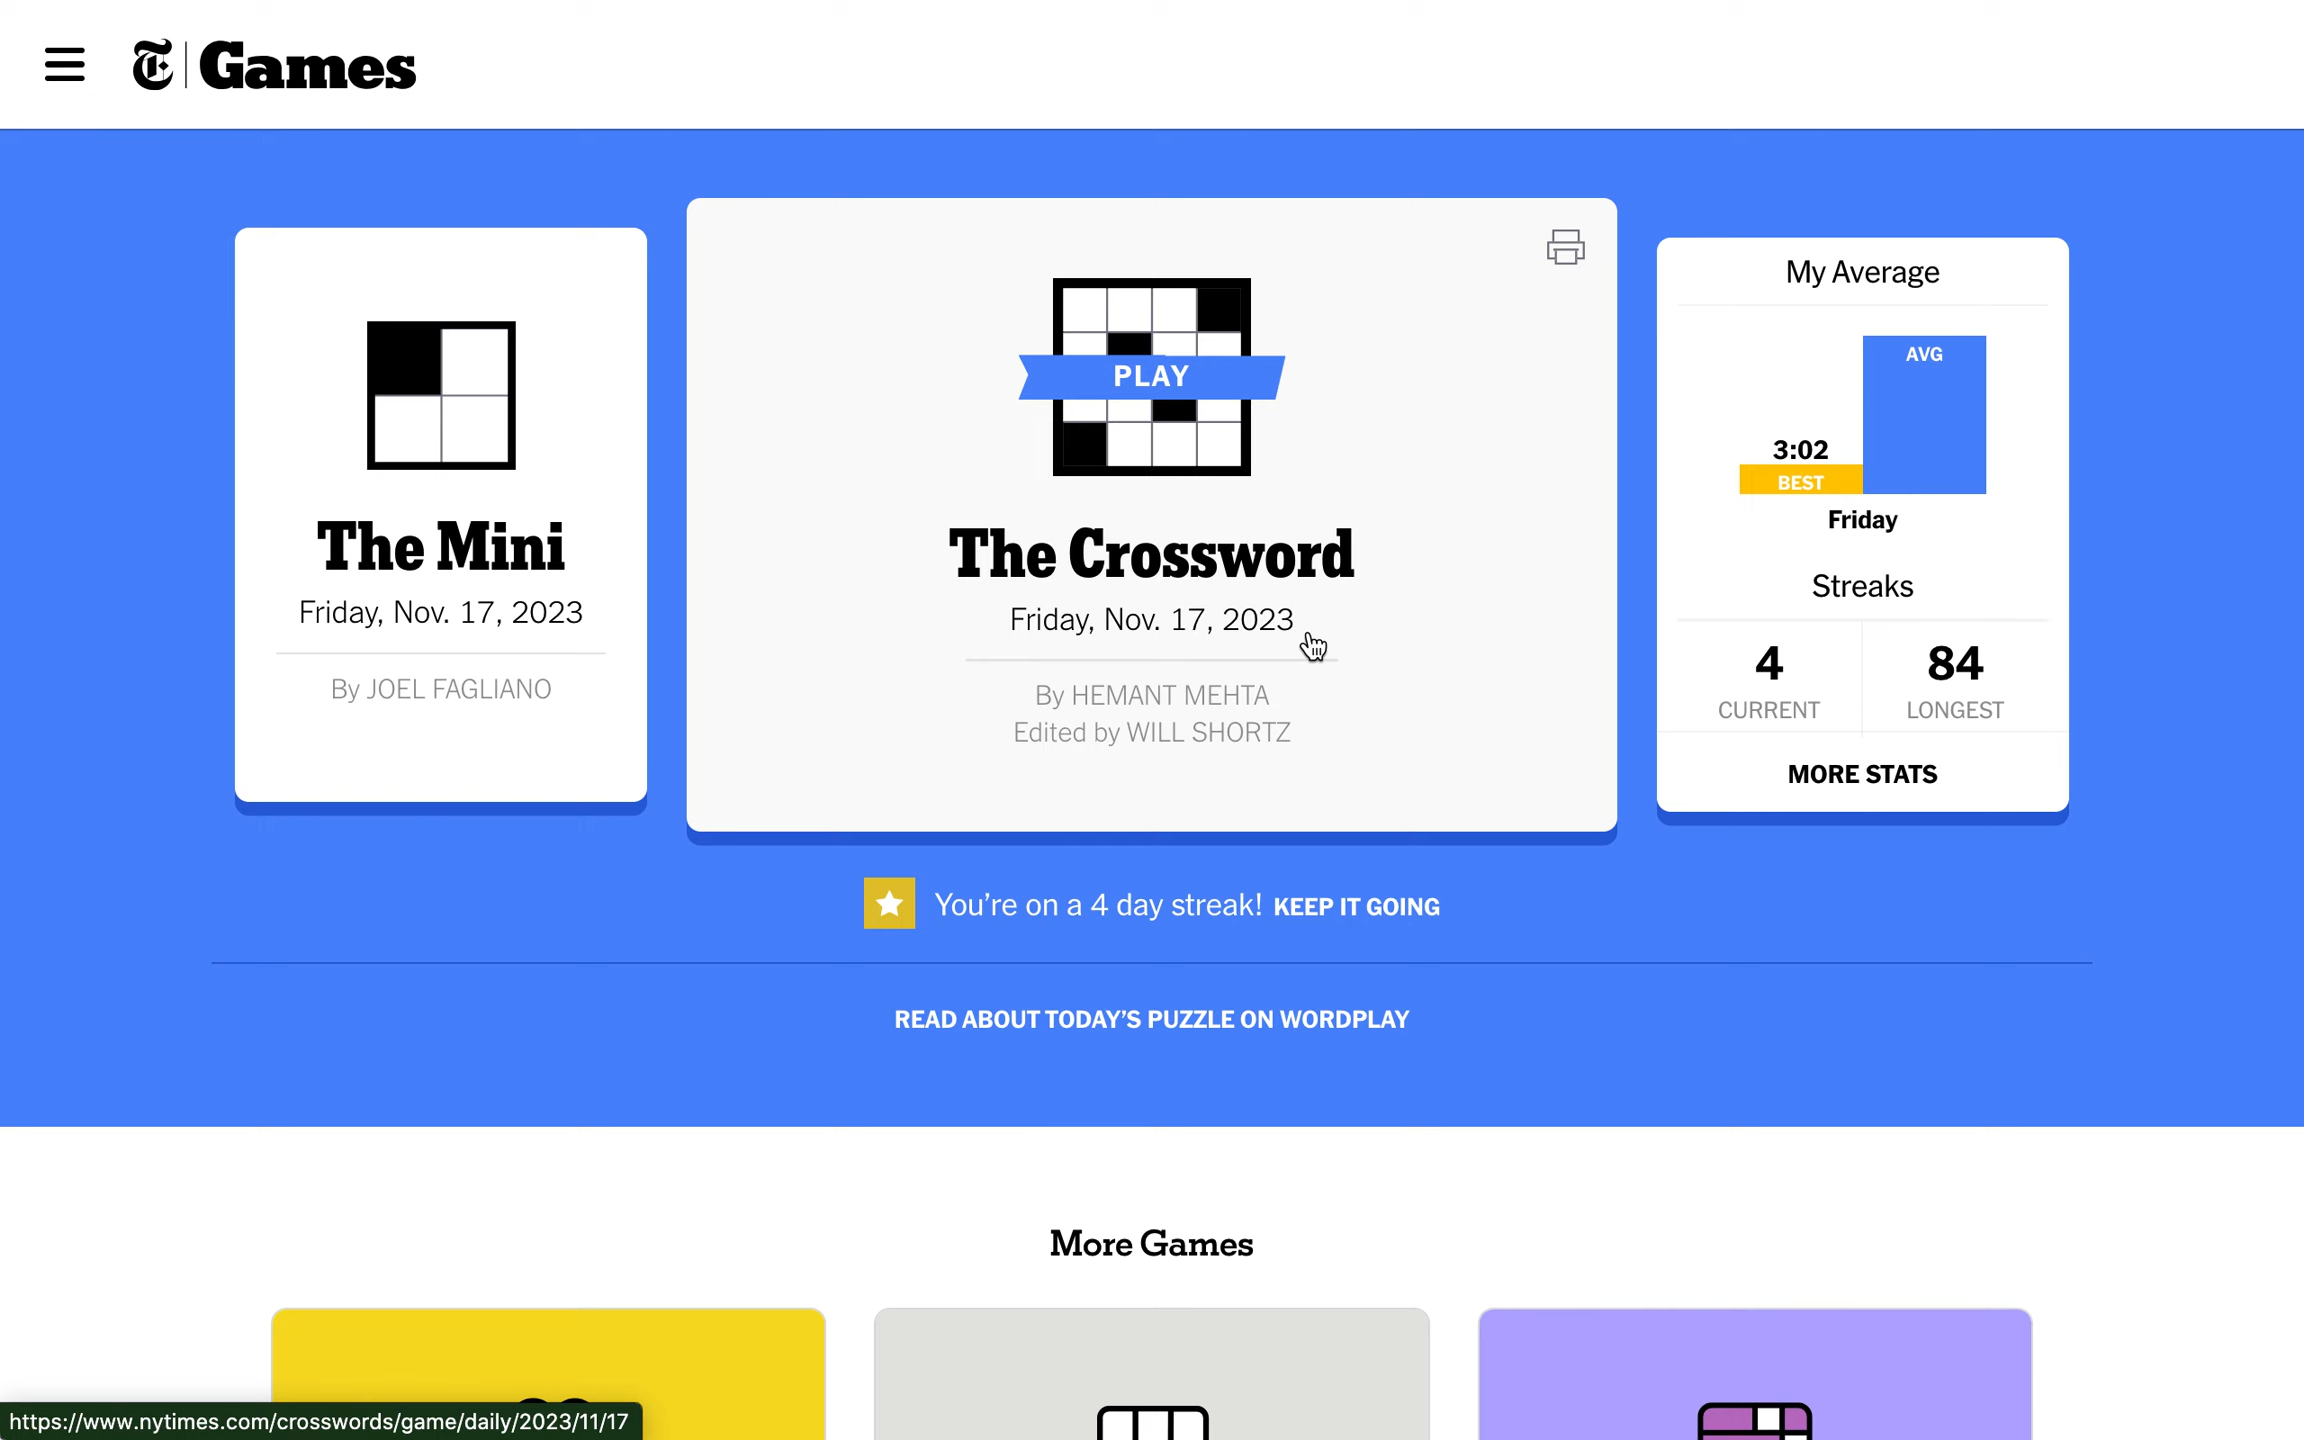 T Games
The Mini
Friday, Nov. 17, 2023
By JOEL FAGLIANO
PLAY
The Crossword
Friday, Nov. 17, 2023
By HEMANT MEHTA
Edited by WILL SHORTZ
My Average
AVG
3:02
BEST
Friday
Streaks
4
CURRENT
84
LONGEST
MORE STATS
You're on a 4 day streak! KEEP IT GOING
READ ABOUT TODAY'S PUZZLE ON WORDPLAY
More Games
https://www.nytimes.com/crosswords/game/daily/2023/11/17